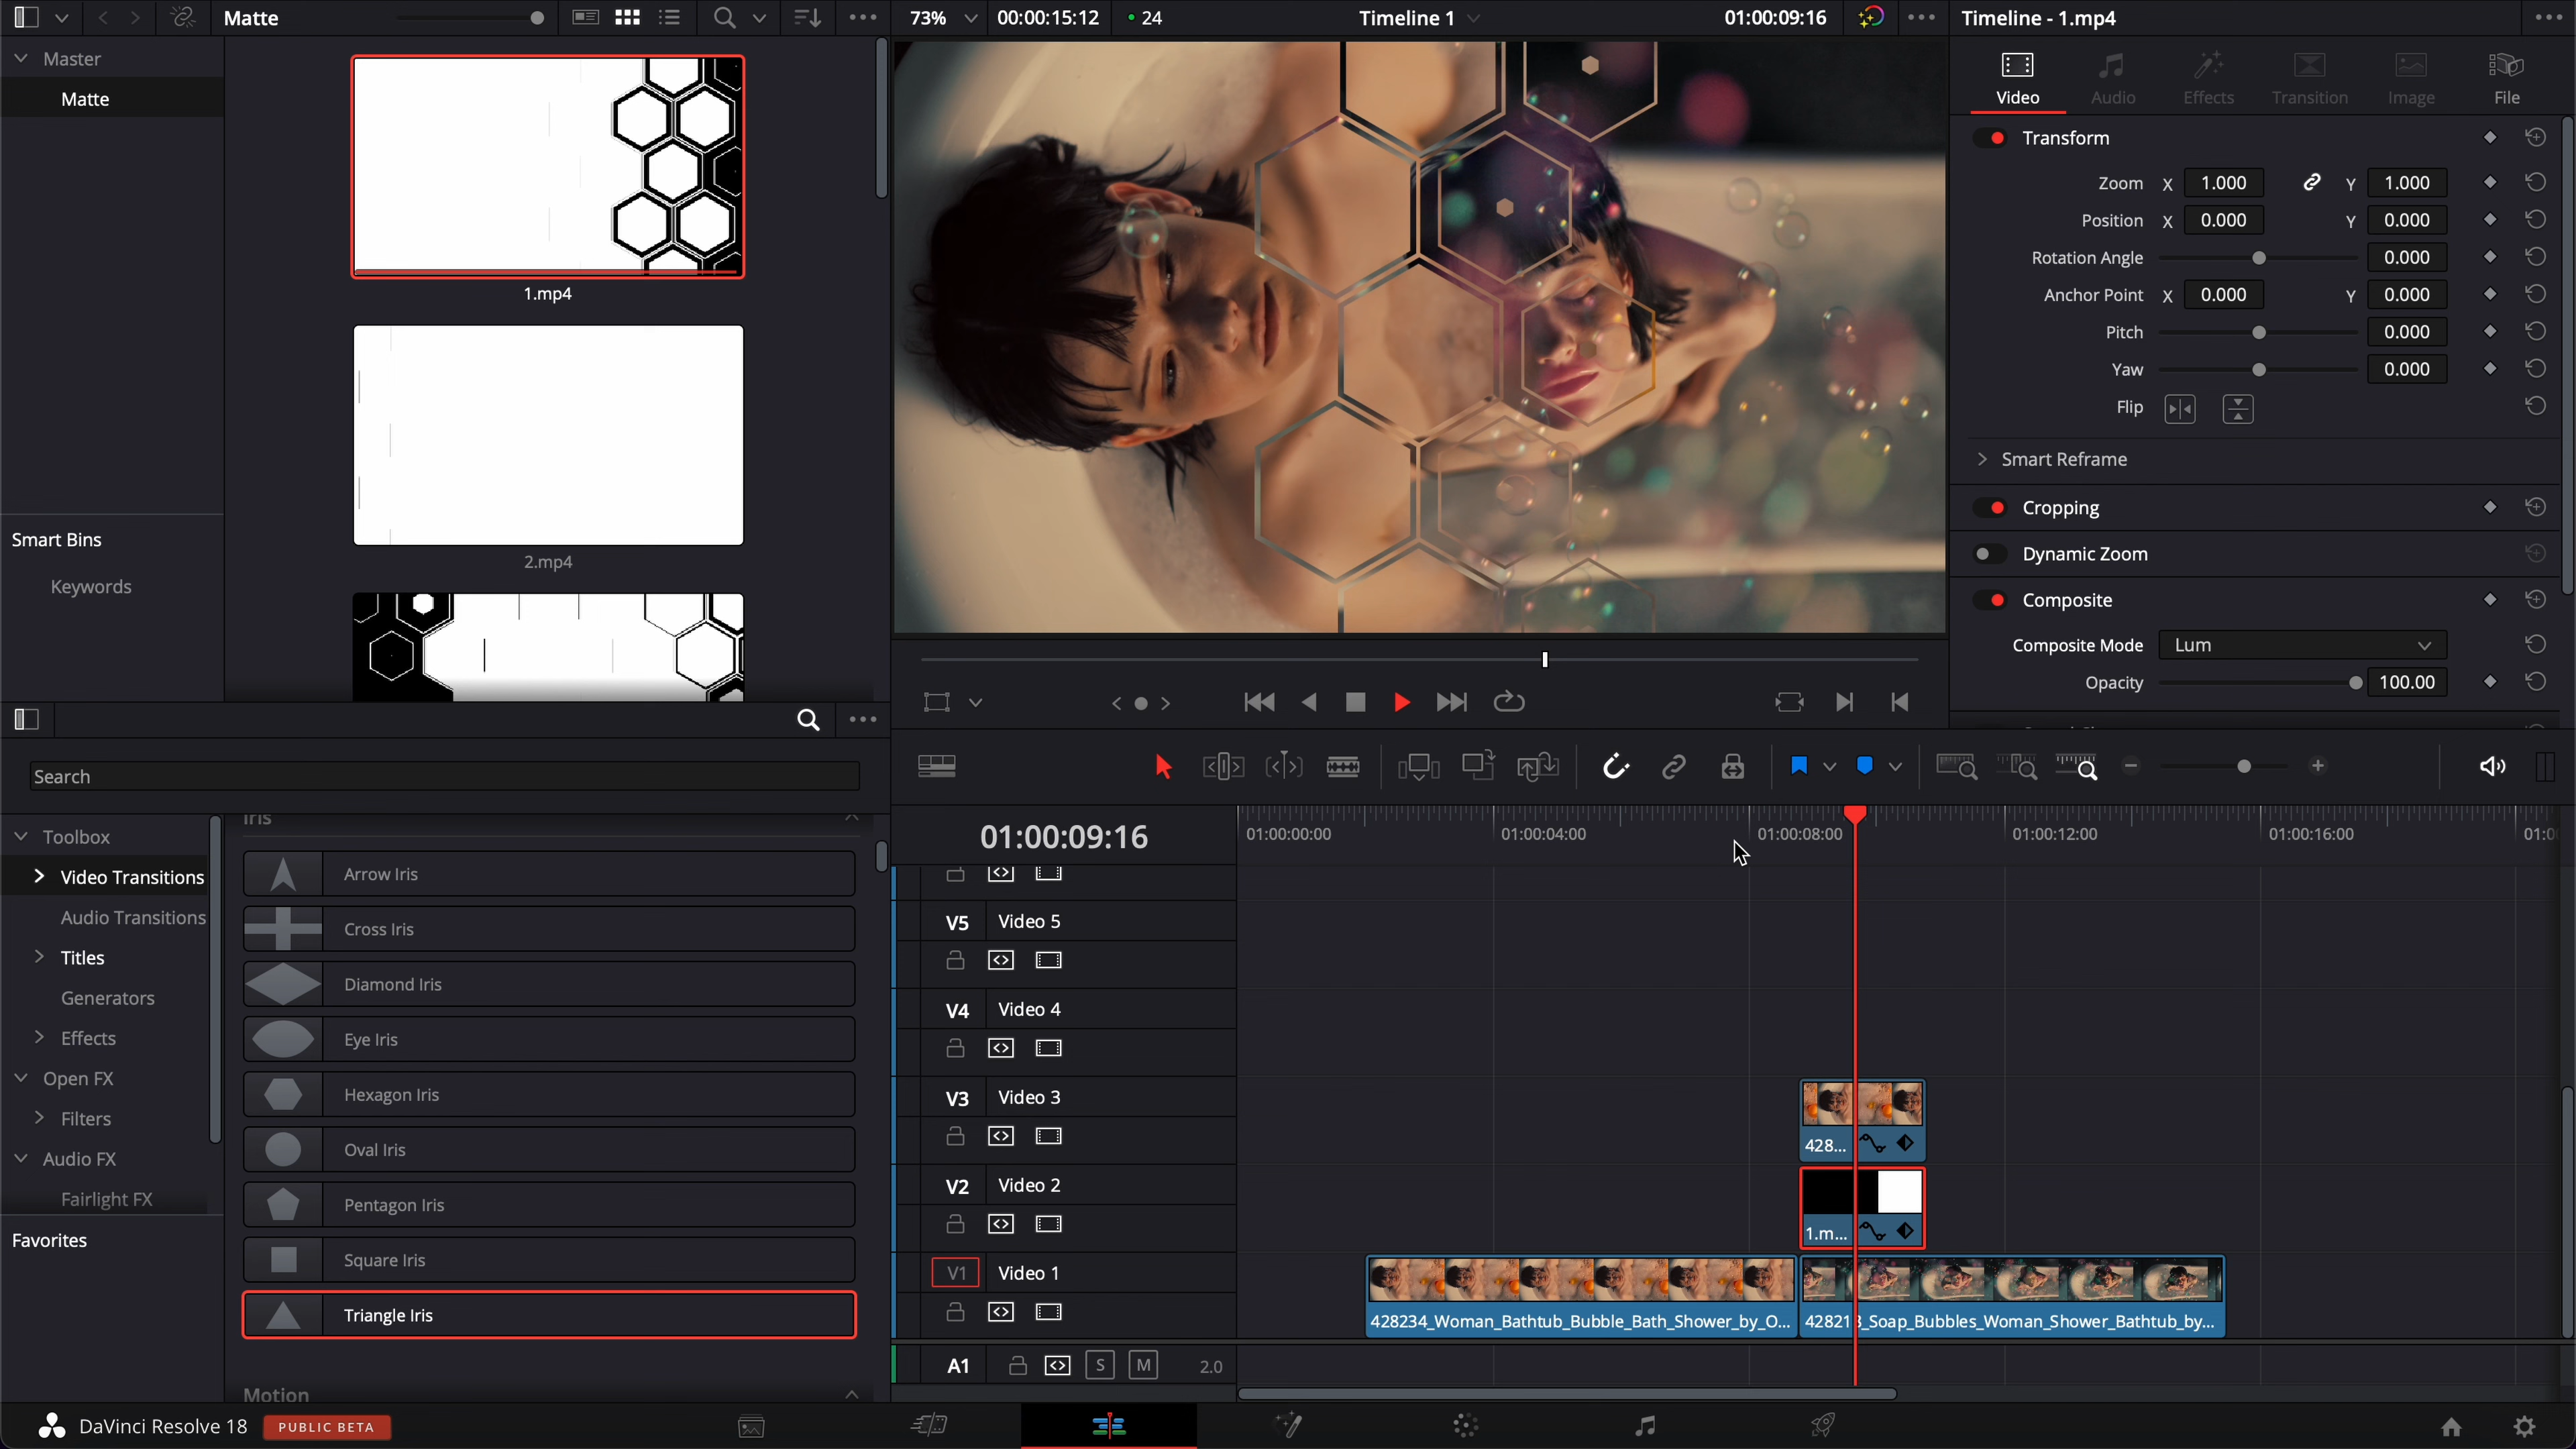 Matte
73%
00:00:15:12
24
Timeline 1
01:00:09:16
Timeline - 1.mp4
Master
Matte
Smart Bins
Keywords
1.mp4
2.mp4
Video
Audio
Effects
Transition
Image
File
Transform
Zoom X 1.000 Y 1.000
Position X 0.000 Y 0.000
Rotation Angle 0.000
Anchor Point X 0.000 Y 0.000
Pitch 0.000
Yaw 0.000
Flip
Smart Reframe
Cropping
Dynamic Zoom
Composite
Composite Mode Lum
Opacity 100.00
Search
Toolbox
Video Transitions
Audio Transitions
Titles
Generators
Effects
Open FX
Filters
Audio FX
Fairlight FX
Favorites
Iris
Arrow Iris
Cross Iris
Diamond Iris
Eye Iris
Hexagon Iris
Oval Iris
Pentagon Iris
Square Iris
Triangle Iris
Motion
01:00:09:16
01:00:00:00
01:00:04:00
01:00:08:00
01:00:12:00
01:00:16:00
V5 Video 5
V4 Video 4
V3 Video 3
428...
V2 Video 2
1.m...
V1 Video 1
428234_Woman_Bathtub_Bubble_Bath_Shower_by_O...
428213_Soap_Bubbles_Woman_Shower_Bathtub_by...
A1 S M 2.0
DaVinci Resolve 18
PUBLIC BETA